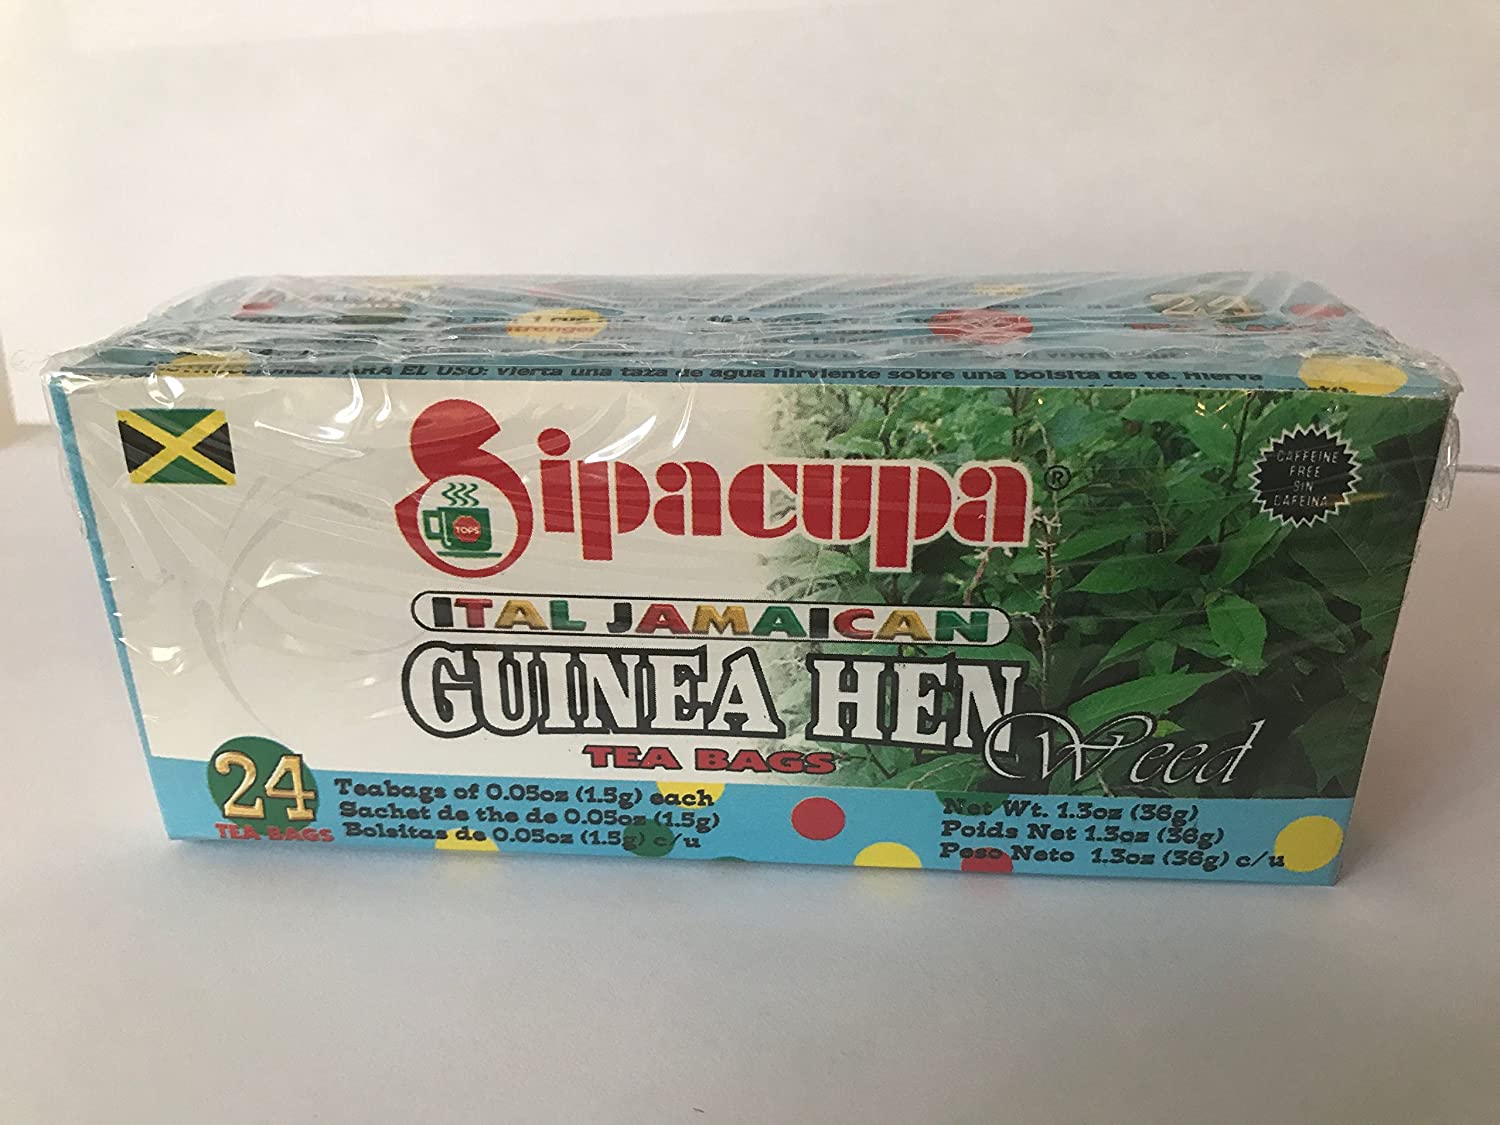 PARA EL USO: vierta una taza de agua hirviente sobre una bolsita de té. Hierva
Sipacupa®
TOPS
CAFFEINE
FREE
SIN
CAFEINA
ITAL JAMAICAN
GUINEA HEN
Weed
TEA BAGS
24
TEA BAGS
Teabags of 0.05oz (1.5g) each
Sachet de the de 0.05oz (1.5g)
Bolsitas de 0.05oz (1.5g) c/u
Net Wt. 1.3oz (36g)
Poids Net 1.3oz (36g)
Peso Neto 1.3oz (36g) c/u